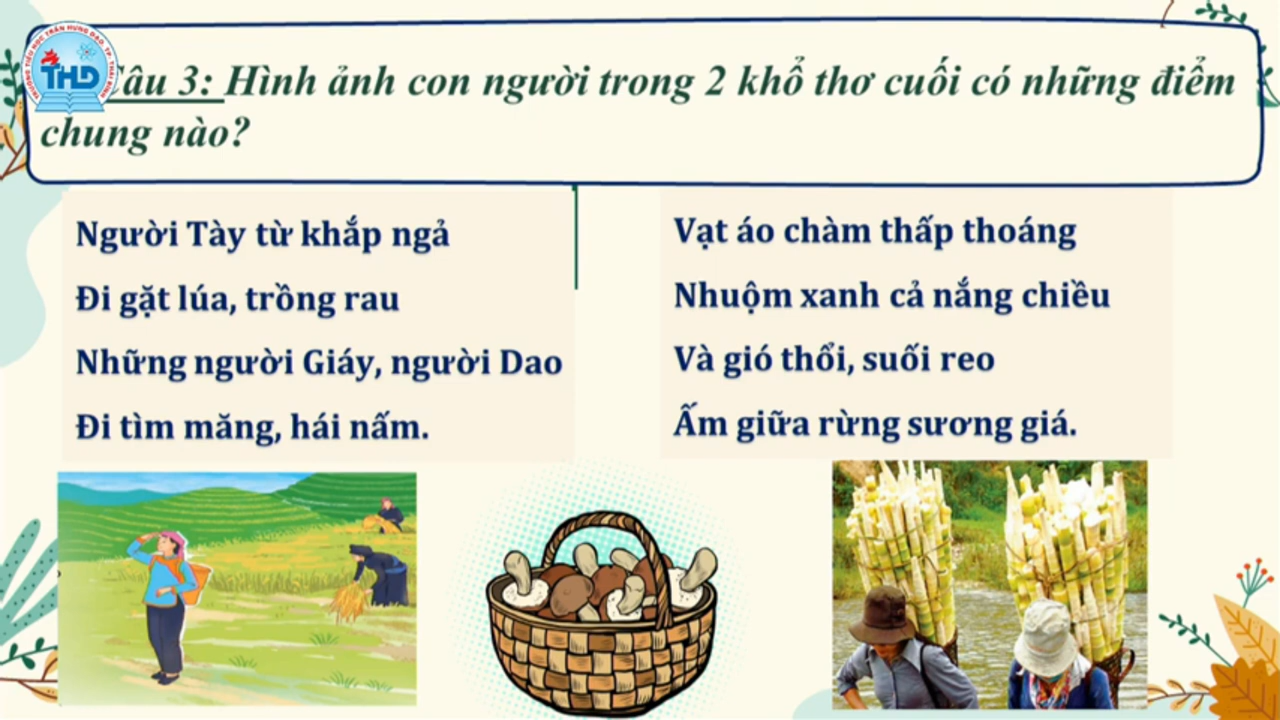 THD
Câu 3: Hình ảnh con người trong 2 khổ thơ cuối có những điểm
chung nào?
Người Tày từ khắp ngả
Đi gặt lúa, trồng rau
Những người Giáy, người Dao
Đi tìm măng, hái nấm.
Vạt áo chàm thấp thoáng
Nhuộm xanh cả nắng chiều
Và gió thổi, suối reo
Ấm giữa rừng sương giá.